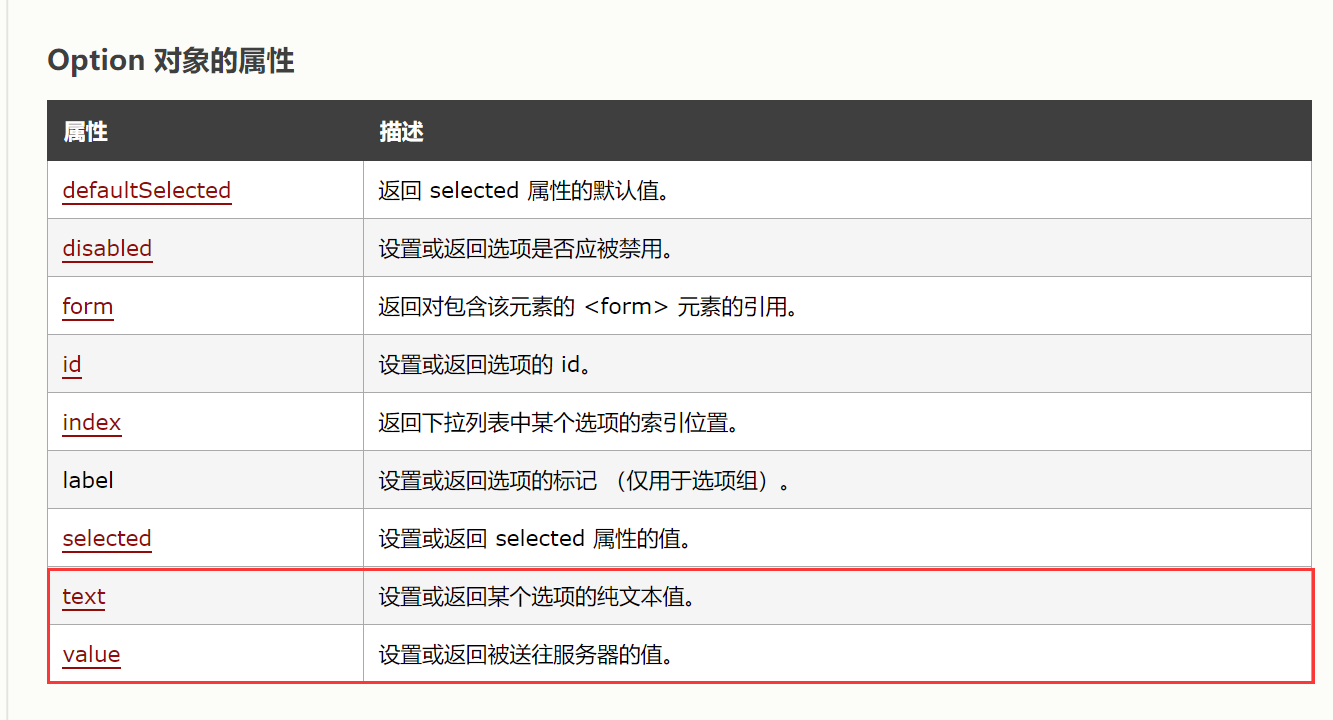 Option 对象的属性
属性 描述
defaultSelected 返回 selected 属性的默认值。
disabled 设置或返回选项是否应被禁用。
form 返回对包含该元素的 <form> 元素的引用。
id 设置或返回选项的 id。
index 返回下拉列表中某个选项的索引位置。
label 设置或返回选项的标记 （仅用于选项组）。
selected 设置或返回 selected 属性的值。
text 设置或返回某个选项的纯文本值。
value 设置或返回被送往服务器的值。